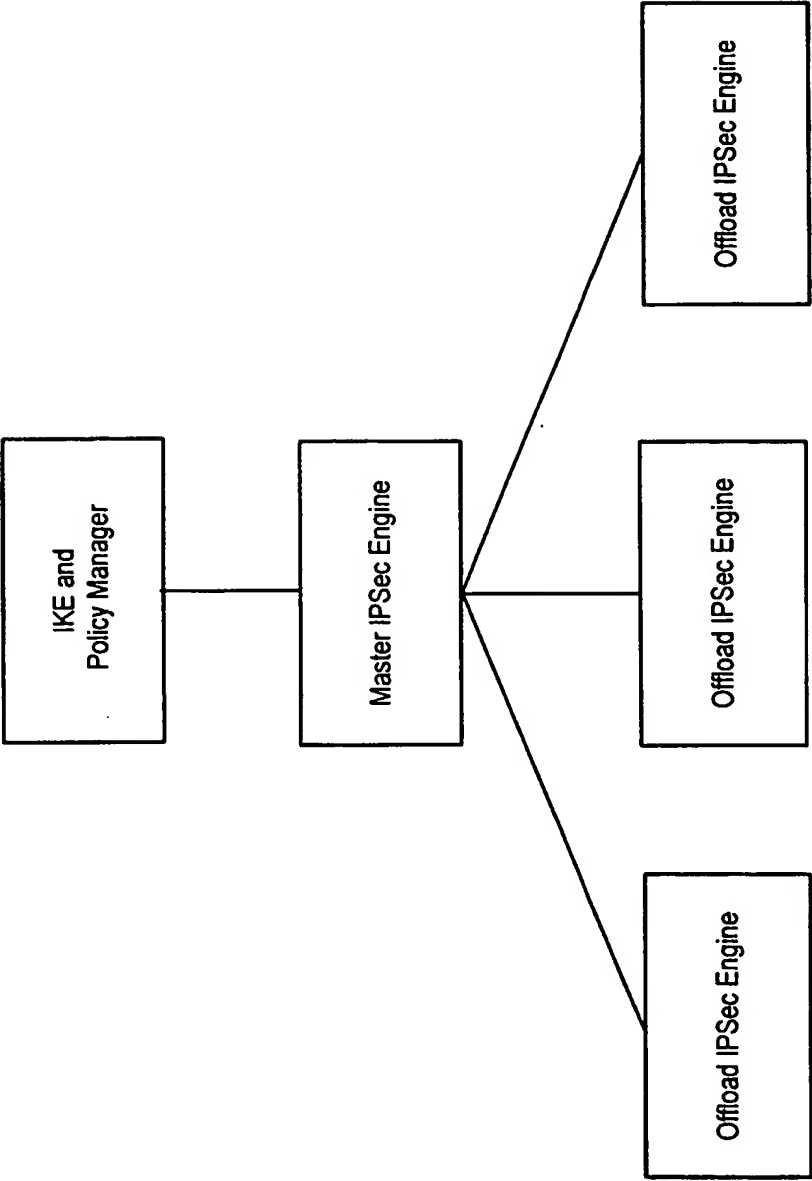 IKE and
Policy Manager
Master IPSec Engine
Offload IPSec Engine
Offload IPSec Engine
Offload IPSec Engine